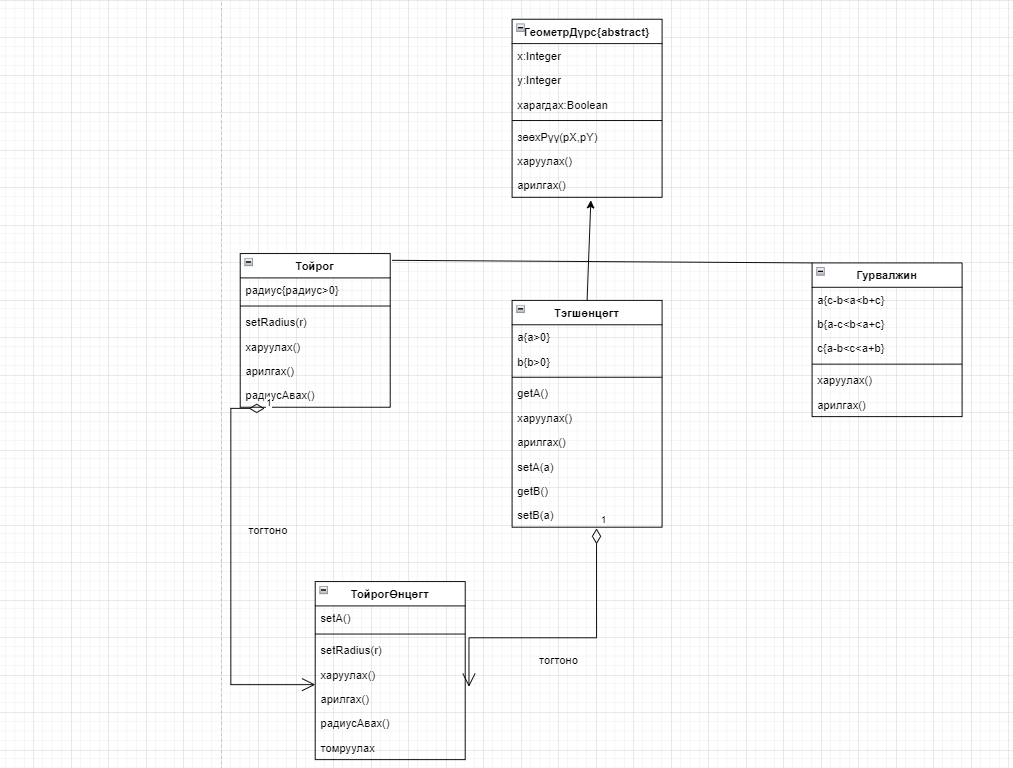 ГеометрДүрс{abstract}
x:Integer
y:Integer
харагдах:Boolean
зөөхРүү(pX,pY)
харуулах()
арилгах()
Тойрог
радиус{радиус>0}
setRadius(r)
харуулах()
арилгах()
радиусАвах()
1
Тэгшөнцөгт
a{a>0}
b{b>0}
getA()
харуулах()
арилгах()
setA(a)
getB()
setB(a)
1
Гурвалжин
a{c-b<a<b+c}
b{a-c<b<a+c}
c{a-b<c<a+b}
харуулах()
арилгах()
тогтоно
ТойрогӨнцөгт
setA()
setRadius(r)
харуулах()
арилгах()
радиусАвах()
томруулах
тогтоно